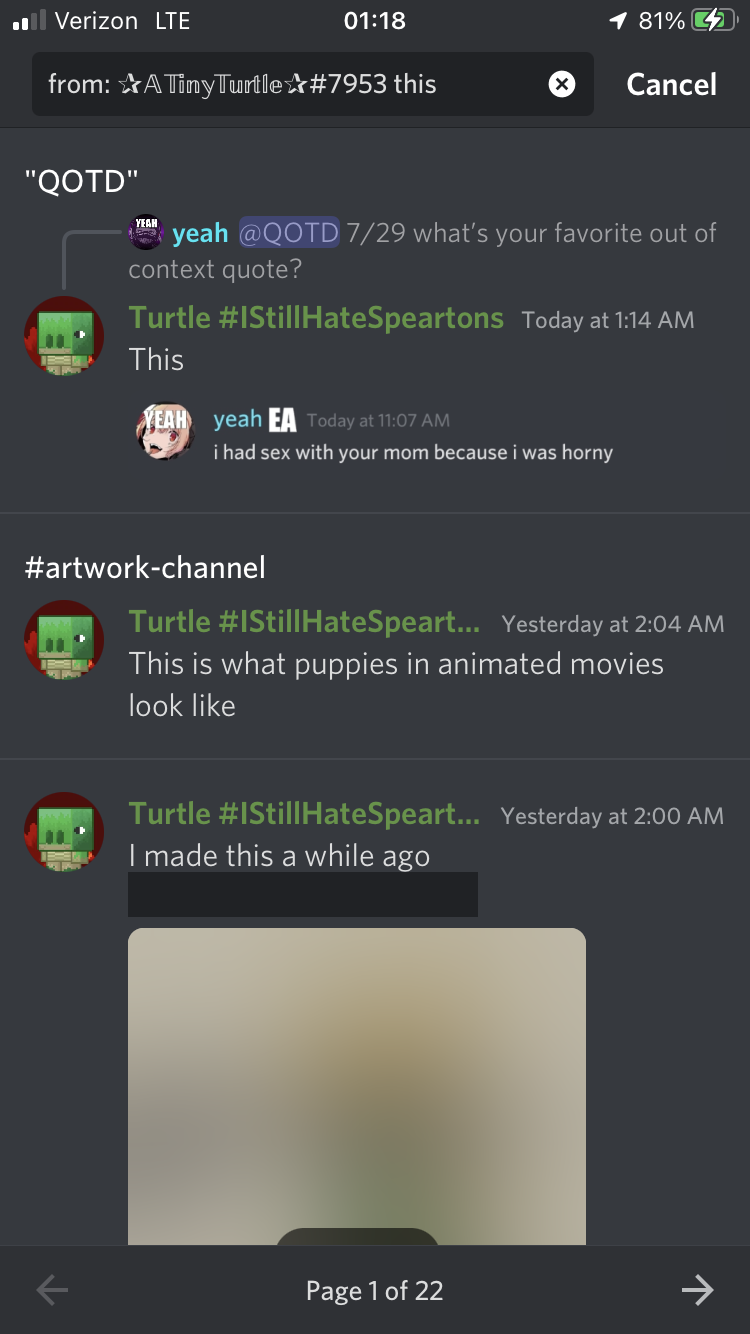 Verizon LTE 01:18 81%
from: ✰𝔸 𝕋𝕚𝕟𝕪𝕋𝕦𝕣𝕥𝕝𝕖✰#7953 this Cancel
"QOTD"
YEAH yeah @QOTD 7/29 what's your favorite out of
context quote?
Turtle #IStillHateSpeartons Today at 1:14 AM
This
YEAH yeah EA Today at 11:07 AM
i had sex with your mom because i was horny
#artwork-channel
Turtle #IStillHateSpeart... Yesterday at 2:04 AM
This is what puppies in animated movies
look like
Turtle #IStillHateSpeart... Yesterday at 2:00 AM
I made this a while ago
Page 1 of 22